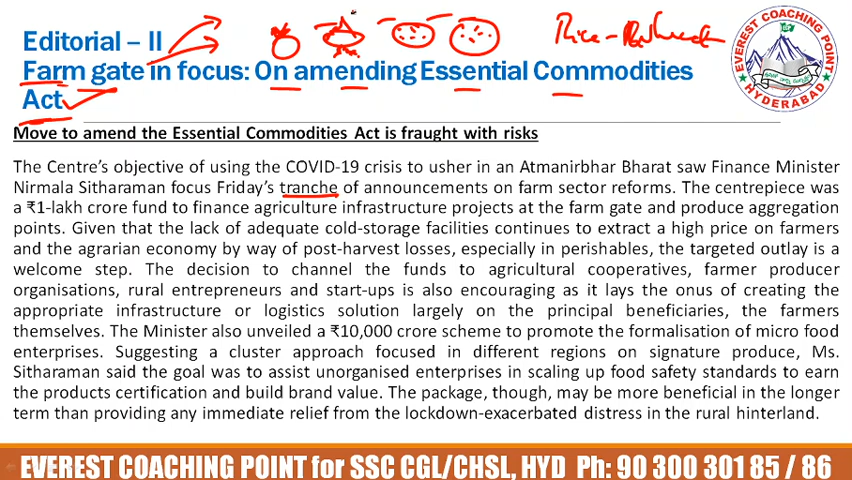 Editorial – II
Rice -
EVEREST COACHING POINT
HYDERABAD
Farm gate in focus: On amending Essential Commodities
Act
Move to amend the Essential Commodities Act is fraught with risks
The Centre's objective of using the COVID-19 crisis to usher in an Atmanirbhar Bharat saw Finance Minister
Nirmala Sitharaman focus Friday's tranche of announcements on farm sector reforms. The centrepiece was
a ₹1-lakh crore fund to finance agriculture infrastructure projects at the farm gate and produce aggregation
points. Given that the lack of adequate cold-storage facilities continues to extract a high price on farmers
and the agrarian economy by way of post-harvest losses, especially in perishables, the targeted outlay is a
welcome step. The decision to channel the funds to agricultural cooperatives, farmer producer
organisations, rural entrepreneurs and start-ups is also encouraging as it lays the onus of creating the
appropriate infrastructure or logistics solution largely on the principal beneficiaries, the farmers
themselves. The Minister also unveiled a ₹10,000 crore scheme to promote the formalisation of micro food
enterprises. Suggesting a cluster approach focused in different regions on signature produce, Ms.
Sitharaman said the goal was to assist unorganised enterprises in scaling up food safety standards to earn
the products certification and build brand value. The package, though, may be more beneficial in the longer
term than providing any immediate relief from the lockdown-exacerbated distress in the rural hinterland.
EVEREST COACHING POINT for SSC CGL/CHSL, HYD Ph: 90 300 301 85 / 86